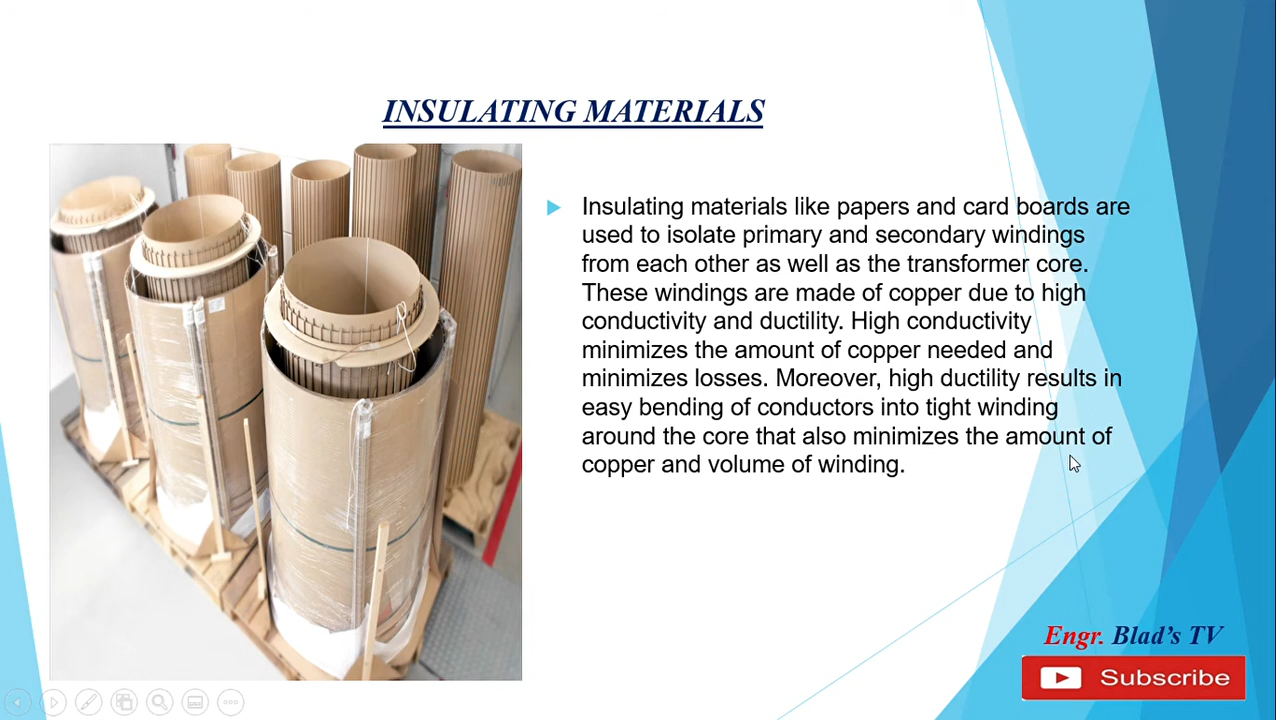 INSULATING MATERIALS
Insulating materials like papers and card boards are
used to isolate primary and secondary windings
from each other as well as the transformer core.
These windings are made of copper due to high
conductivity and ductility. High conductivity
minimizes the amount of copper needed and
minimizes losses. Moreover, high ductility results in
easy bending of conductors into tight winding
around the core that also minimizes the amount of
copper and volume of winding.
Engr. Blad's TV
Subscribe